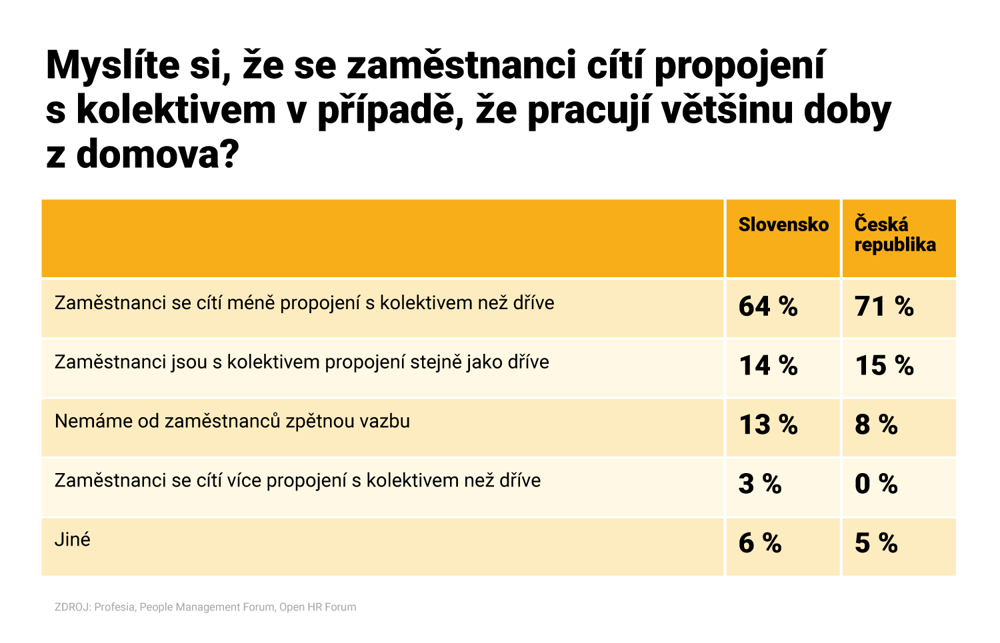 Myslíte si, že se zaměstnanci cítí propojení
s kolektivem v případě, že pracují většinu doby
z domova?
Slovensko
Česká
republika
Zaměstnanci se cítí méně propojení s kolektivem než dříve 64 % 71 %
Zaměstnanci jsou s kolektivem propojení stejně jako dříve 14 % 15 %
Nemáme od zaměstnanců zpětnou vazbu 13 % 8 %
Zaměstnanci se cítí více propojení s kolektivem než dříve 3 % 0 %
Jiné 6 % 5 %
ZDROJ: Profesia, People Management Forum, Open HR Forum